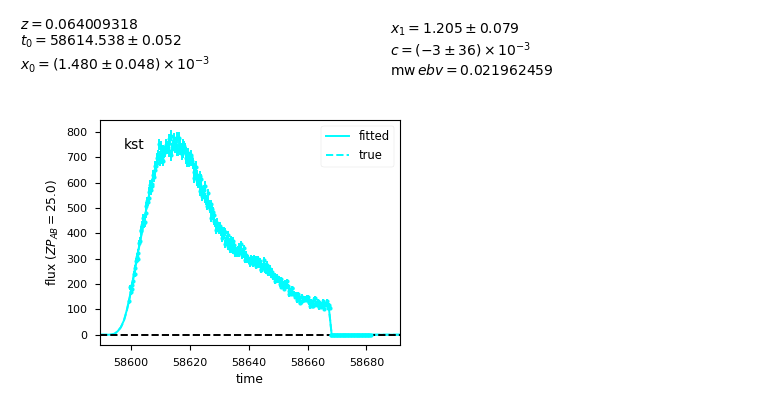 z = 0.064009318
t₀ = 58614.538 ± 0.052
x₀ = (1.480 ± 0.048) × 10⁻³
x₁ = 1.205 ± 0.079
c = (−3 ± 36) × 10⁻³
mw ebv = 0.021962459
kst
fitted
true
800
700
600
500
400
300
200
100
0
flux (ZP_AB = 25.0)
58600 58620 58640 58660 58680
time